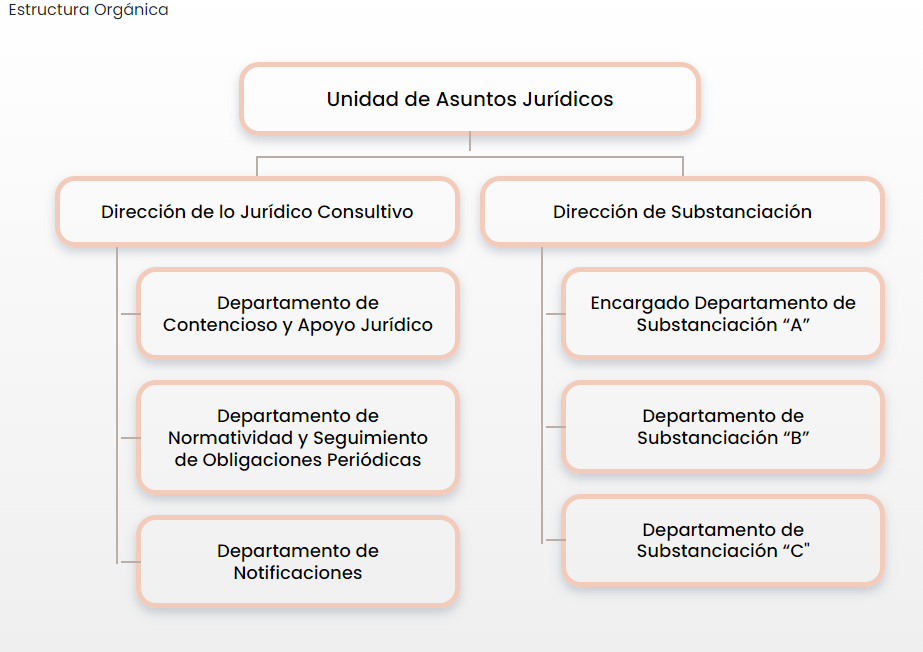 Estructura Orgánica
Unidad de Asuntos Jurídicos
Dirección de lo Jurídico Consultivo
Departamento de
Contencioso y Apoyo Jurídico
Departamento de
Normatividad y Seguimiento
de Obligaciones Periódicas
Departamento de
Notificaciones
Dirección de Substanciación
Encargado Departamento de
Substanciación “A”
Departamento de
Substanciación “B”
Departamento de
Substanciación “C"